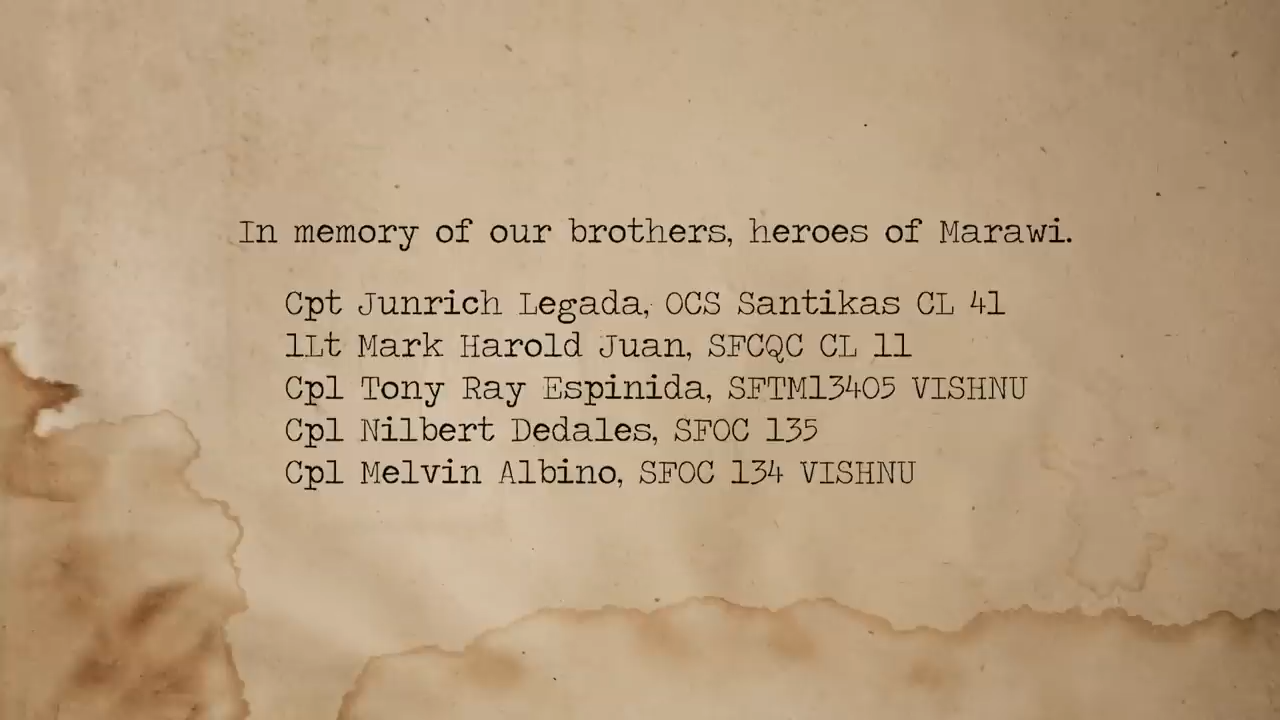 In memory of our brothers, heroes of Marawi.
Cpt Junrich Legada, OCS Santikas CL 41
1Lt Mark Harold Juan, SFCQC CL 11
Cpl Tony Ray Espinida, SFTM13405 VISHNU
Cpl Nilbert Dedales, SFOC 135
Cpl Melvin Albino, SFOC 134 VISHNU